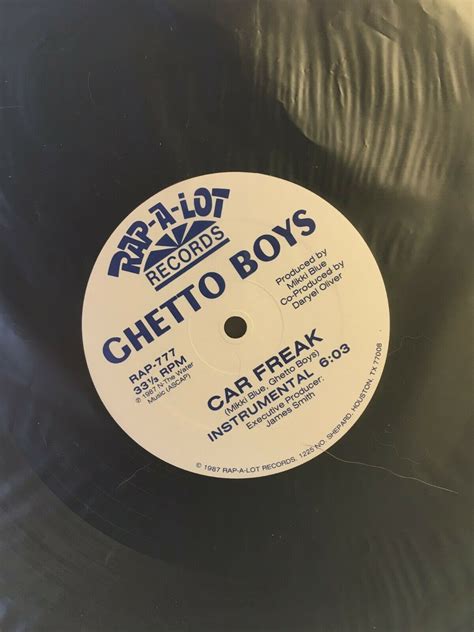 RAP-A-LOT
RECORDS
GHETTO BOYS
Produced by
Mikki Blue
Co-Produced by
Daryel Oliver
RAP-777
33⅓ RPM
℗ 1987 N-The Water
Music (ASCAP)
CAR FREAK
(Mikki Blue, Ghetto Boys)
INSTRUMENTAL 6:03
Executive Producer:
James Smith
© 1987 RAP-A-LOT RECORDS, 1225 NO. SHEPARD, HOUSTON, TX 77008